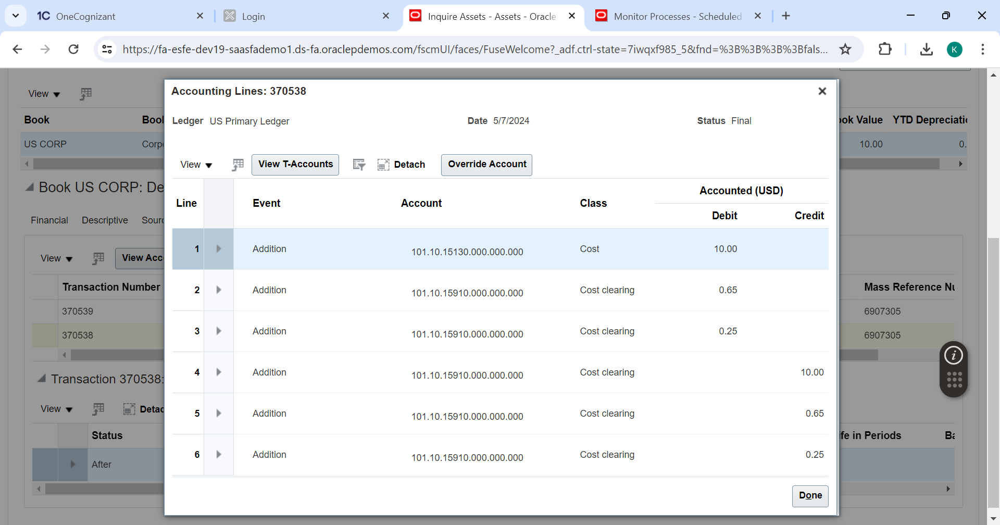 OneCognizant
Login
Inquire Assets - Assets - Oracle
Monitor Processes - Scheduled
https://fa-esfe-dev19-saasfademo1.ds-fa.oraclepdemos.com/fscmUI/faces/FuseWelcome?_adf.ctrl-state=7iwqxf985_5&fnd=%3B%3B%3B%3Bfals...
K
View
Book
US CORP
ook Value YTD Depreciati
10.00 0.
Book US CORP: De
Financial Descriptive Sour
View View Acc
Transaction Number Mass Reference Nu
370539 6907305
370538 6907305
Transaction 370538:
View Detac
Status ife in Periods Ba
After
Accounting Lines: 370538
Ledger US Primary Ledger Date 5/7/2024 Status Final
View View T-Accounts Detach Override Account
Line Event Account Class Accounted (USD)
Debit Credit
1 Addition 101.10.15130.000.000.000 Cost 10.00
2 Addition 101.10.15910.000.000.000 Cost clearing 0.65
3 Addition 101.10.15910.000.000.000 Cost clearing 0.25
4 Addition 101.10.15910.000.000.000 Cost clearing 10.00
5 Addition 101.10.15910.000.000.000 Cost clearing 0.65
6 Addition 101.10.15910.000.000.000 Cost clearing 0.25
Done